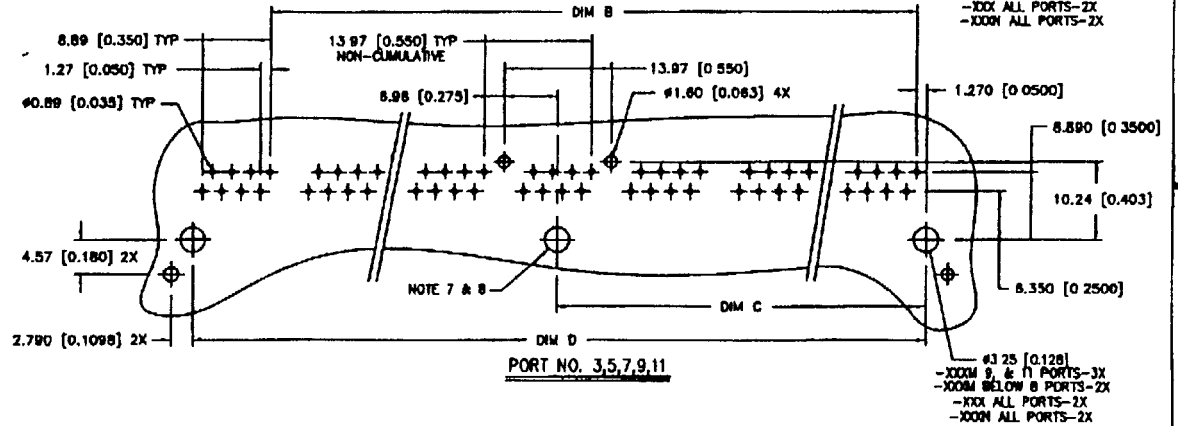 DIM B
-XXX ALL PORTS-2X
-XXXN ALL PORTS-2X
8.89 [0.350] TYP
13 97 [0.550] TYP
NON-CUMULATIVE
1.27 [0.050] TYP
13.97 [0 550]
6.98 [0.275]
ø1.60 [0.063] 4X
1.270 [0 0500]
ø0.89 [0.035] TYP
8.890 [0 3500]
10.24 [0.403]
4.57 [0.180] 2X
NOTE 7 & 8
6.350 [0 2500]
DIM C
2.790 [0.1098] 2X
DIM D
PORT NO. 3,5,7,9,11
ø3 25 [0.128]
-XXXM 9, & 11 PORTS-3X
-XXXM BELOW 8 PORTS-2X
-XXX ALL PORTS-2X
-XXXN ALL PORTS-2X